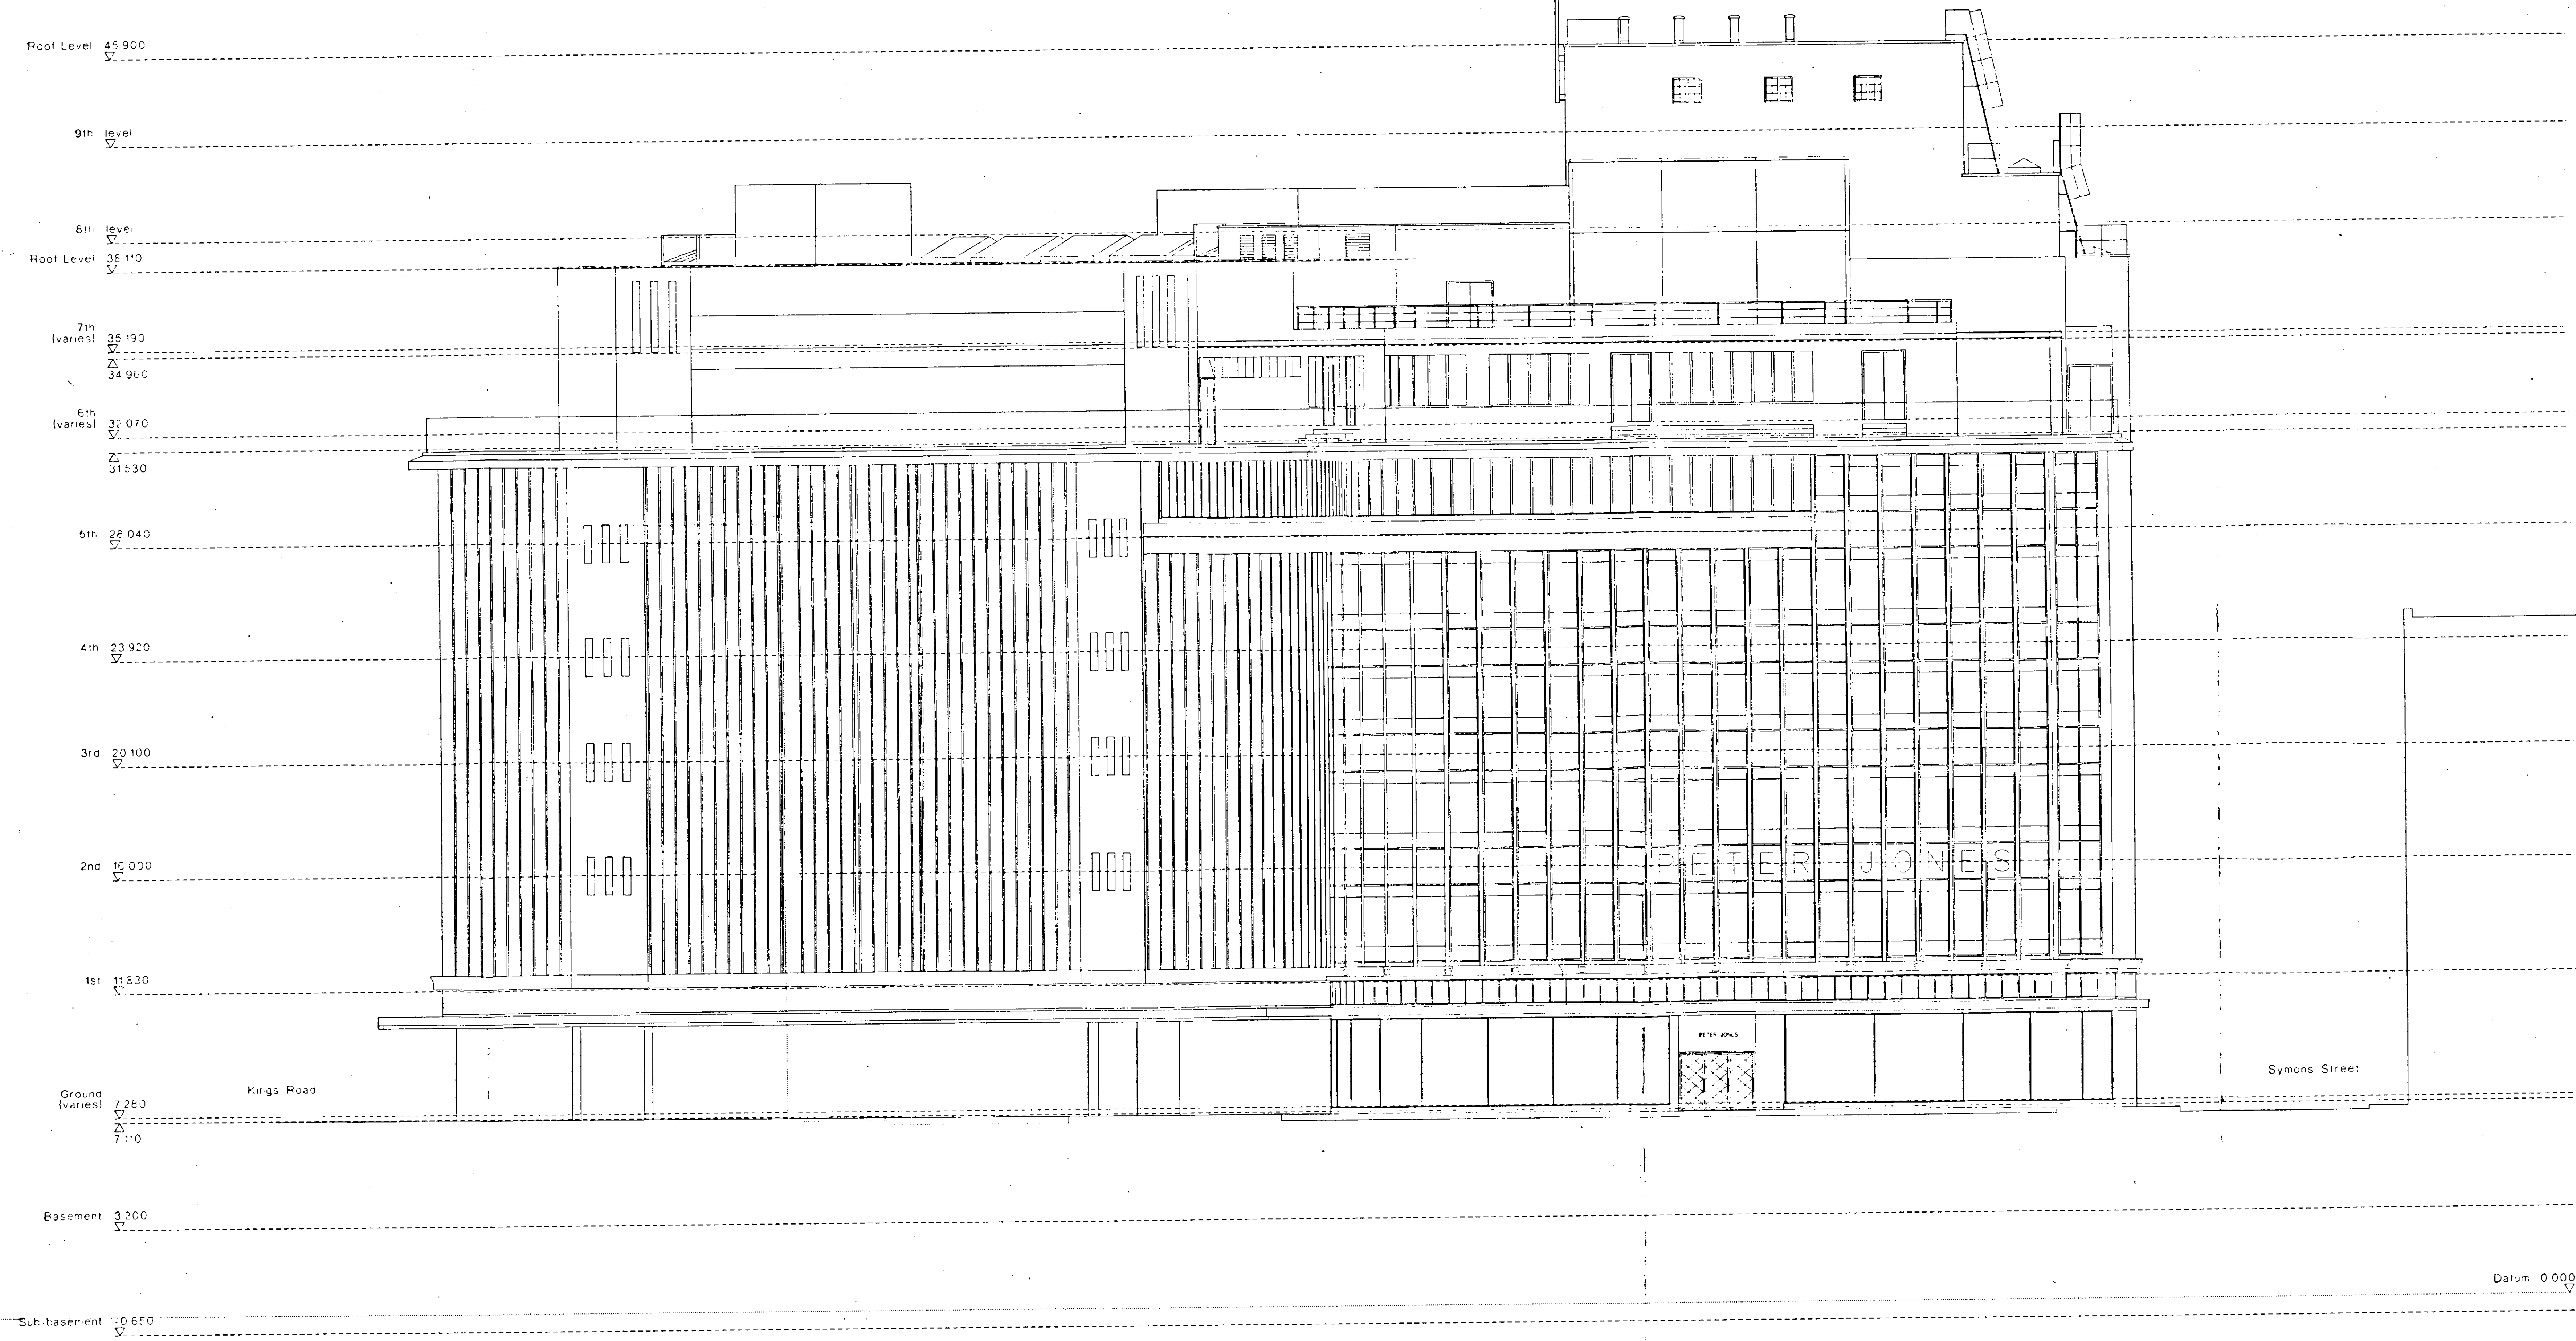 Roof Level 45 900
9th level
8th level
Roof Level 38 110
7th
(varies) 35 190
34 960
6th
(varies) 32 070
31 530
5th 28 040
4th 23 920
3rd 20 100
2nd 16 000
PETER JONES
1st 11 830
PETER JONES
Symons Street
Kings Road
Ground
(varies) 7 280
7 110
Basement 3 200
Datum 0 000
Sub-basement -0 650